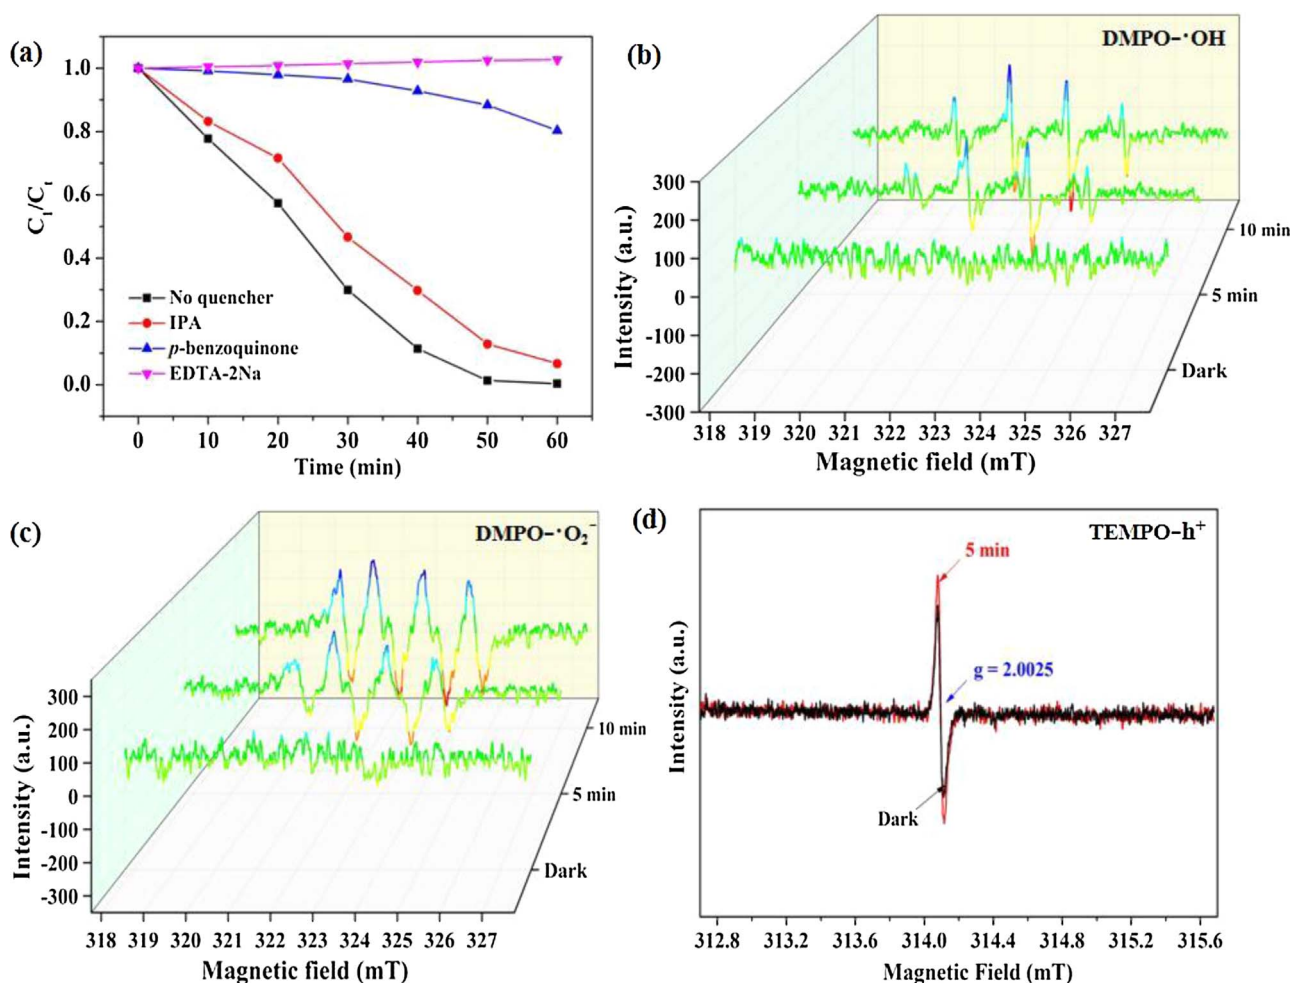 (a)
C_t/C_t
1.0
0.8
0.6
0.4
0.2
0.0
No quencher
IPA
p-benzoquinone
EDTA-2Na
0 10 20 30 40 50 60
Time (min)
(b)
DMPO-·OH
Intensity (a.u.)
300
200
100
0
-100
-200
-300
10 min
5 min
Dark
318 319 320 321 322 323 324 325 326 327
Magnetic field (mT)
(c)
DMPO-·O₂⁻
Intensity (a.u.)
300
200
100
0
-100
-200
-300
10 min
5 min
Dark
318 319 320 321 322 323 324 325 326 327
Magnetic field (mT)
(d)
TEMPO-h⁺
5 min
g = 2.0025
Dark
Intensity (a.u.)
312.8 313.2 313.6 314.0 314.4 314.8 315.2 315.6
Magnetic Field (mT)